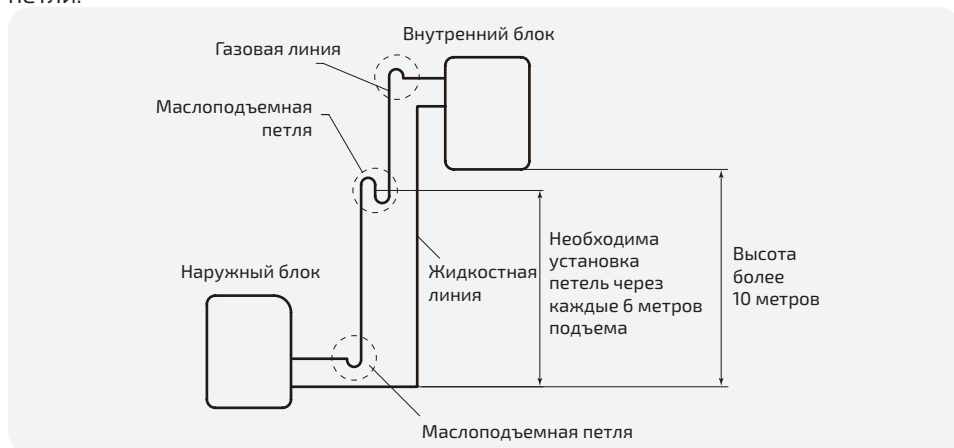 петли.
Внутренний блок
Газовая линия
Маслоподъемная
петля
Наружный блок
Жидкостная
линия
Необходима
установка
петель через
каждые 6 метров
подъема
Высота
более
10 метров
Маслоподъемная петля